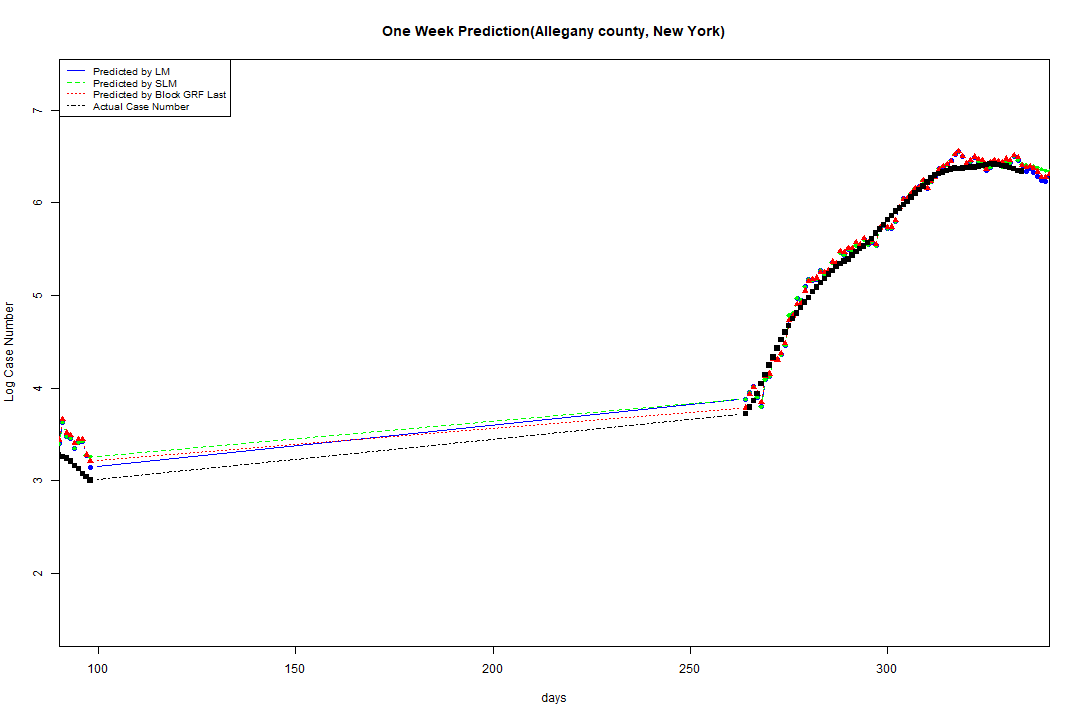 One Week Prediction(Allegany county, New York)
Predicted by LM
Predicted by SLM
Predicted by Block GRF Last
Actual Case Number
7
6
5
4
3
2
Log Case Number
100 150 200 250 300
days